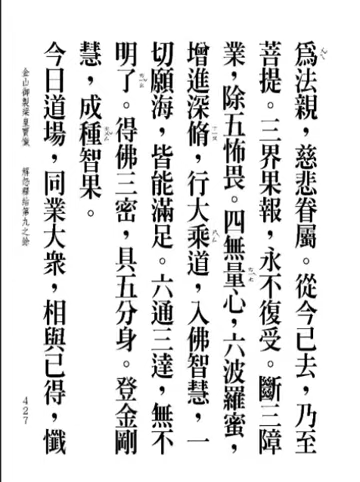 為法親，慈悲眷屬。從今已去，乃至
菩提。三界果報，永不復受。斷三障
業，除五怖畏。四無量心，六波羅蜜，
增進深脩，行大乘道，入佛智慧，一
切願海，皆能滿足。六通三達，無不
明了。得佛三密，具五分身。登金剛
慧，成種智果。
今日道場，同業大眾，相與已得，懺
金山御製梁皇寶懺　解怨釋結第九之餘
427